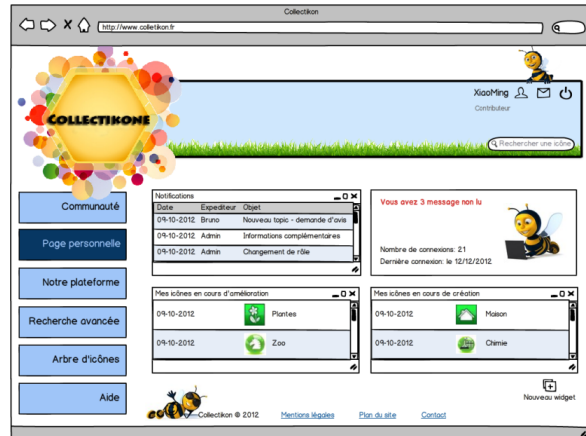 Collectikon
http://www.colletikon.fr
COLLECTIKONE
XiaoMing
Contributeur
Rechercher une icône
Communauté
Page personnelle
Notre plateforme
Recherche avancée
Arbre d'icônes
Aide
Notifications
Date Expediteur Objet
09-10-2012 Bruno Nouveau topic - demande d'avis
09-10-2012 Admin Informations complémentaires
09-10-2012 Admin Changement de rôle
Vous avez 3 message non lu
Nombre de connexions: 21
Dernière connexion: le 12/12/2012
Mes icônes en cours d'amélioration
09-10-2012 Plantes
09-10-2012 Zoo
Mes icônes en cours de création
09-10-2012 Maison
09-10-2012 Chimie
Nouveau widget
Collectikon © 2012 Mentions légales Plan du site Contact